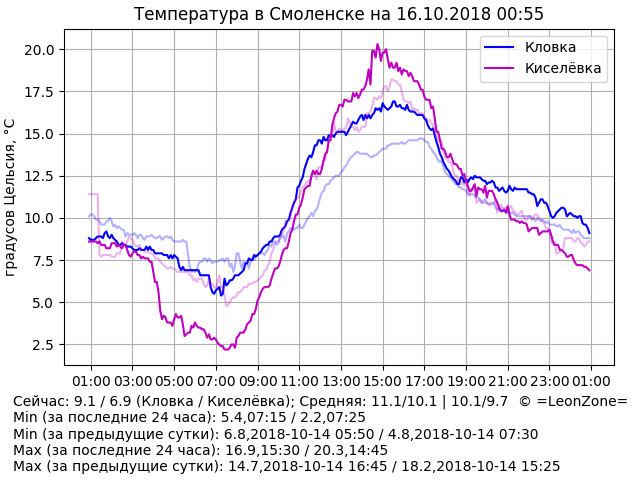 Температура в Смоленске на 16.10.2018 00:55
Кловка
Киселёвка
градусов Цельсия, °C
20.0
17.5
15.0
12.5
10.0
7.5
5.0
2.5
01:00 03:00 05:00 07:00 09:00 11:00 13:00 15:00 17:00 19:00 21:00 23:00 01:00
Сейчас: 9.1 / 6.9 (Кловка / Киселёвка); Средняя: 11.1/10.1 | 10.1/9.7 © =LeonZone=
Min (за последние 24 часа): 5.4,07:15 / 2.2,07:25
Min (за предыдущие сутки): 6.8,2018-10-14 05:50 / 4.8,2018-10-14 07:30
Max (за последние 24 часа): 16.9,15:30 / 20.3,14:45
Max (за предыдущие сутки): 14.7,2018-10-14 16:45 / 18.2,2018-10-14 15:25